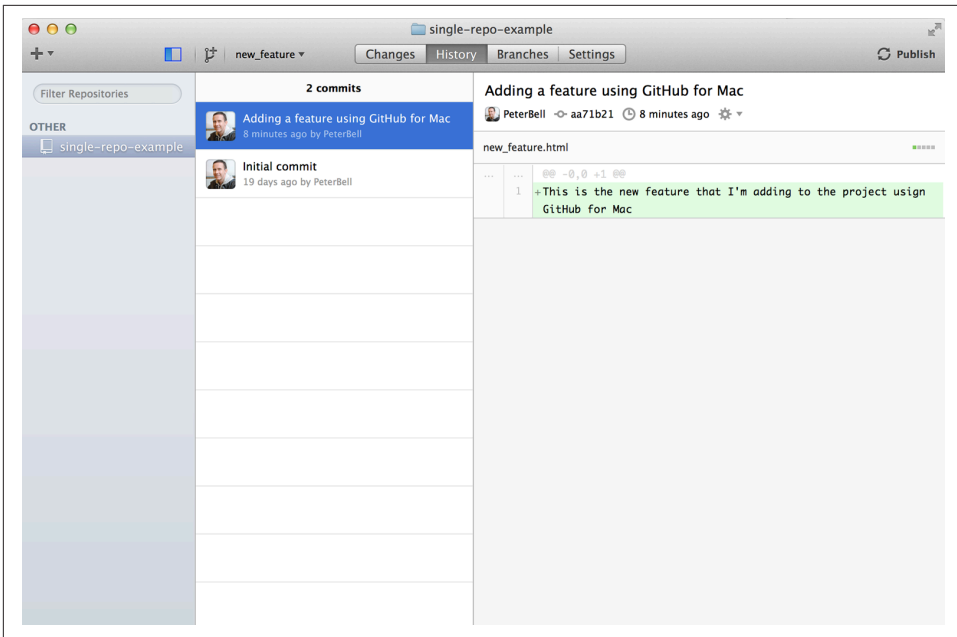 single-repo-example
new_feature
Changes History Branches Settings
Publish
Filter Repositories
OTHER
single-repo-example
2 commits
Adding a feature using GitHub for Mac
8 minutes ago by PeterBell
Initial commit
19 days ago by PeterBell
Adding a feature using GitHub for Mac
PeterBell aa71b21 8 minutes ago
new_feature.html
... ... @@ -0,0 +1 @@
1 +This is the new feature that I'm adding to the project usign
GitHub for Mac